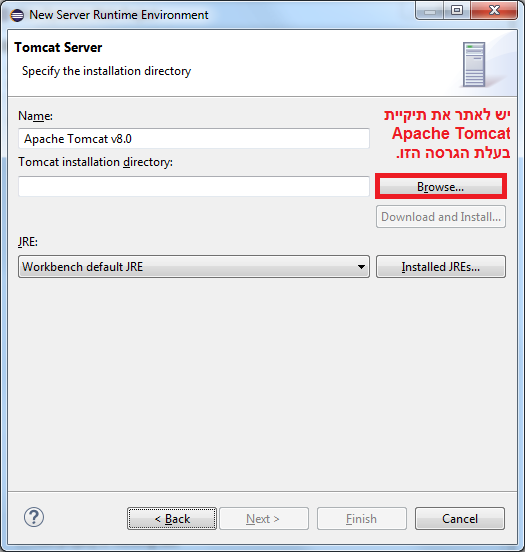 New Server Runtime Environment
Tomcat Server
Specify the installation directory
Name:
יש לאתר את תיקיית
Apache Tomcat
בעלת הגרסה הזו.
Apache Tomcat v8.0
Tomcat installation directory:
Browse...
Download and Install...
JRE:
Workbench default JRE
Installed JREs...
?
< Back
Next >
Finish
Cancel